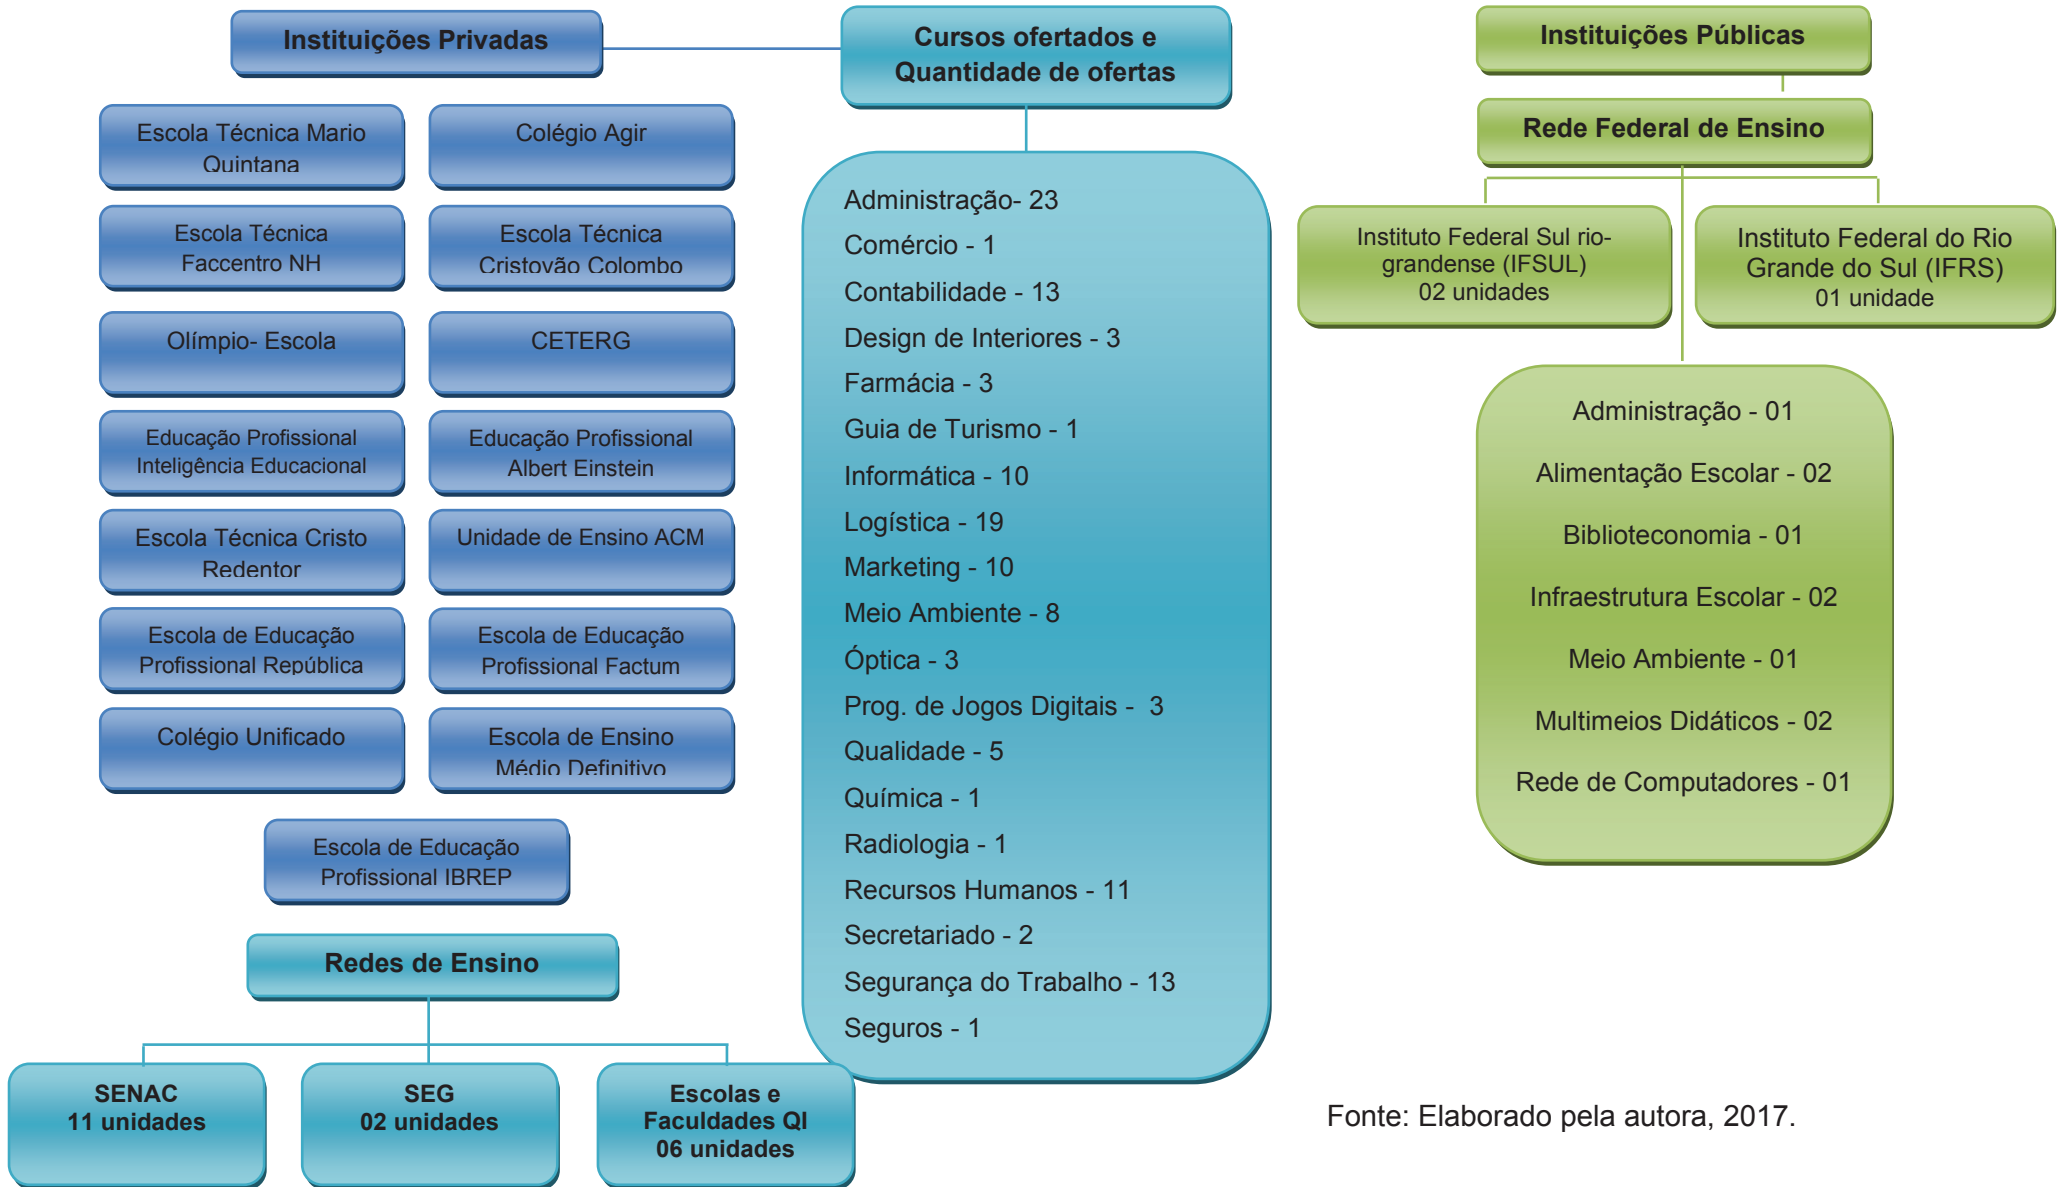 Instituições Privadas
Escola Técnica Mario
Quintana
Colégio Agir
Escola Técnica
Faccentro NH
Escola Técnica
Cristovão Colombo
Olímpio- Escola
CETERG
Educação Profissional
Inteligência Educacional
Educação Profissional
Albert Einstein
Escola Técnica Cristo
Redentor
Unidade de Ensino ACM
Escola de Educação
Profissional República
Escola de Educação
Profissional Factum
Colégio Unificado
Escola de Ensino
Médio Definitivo
Escola de Educação
Profissional IBREP
Redes de Ensino
SENAC
11 unidades
SEG
02 unidades
Escolas e
Faculdades QI
06 unidades
Cursos ofertados e
Quantidade de ofertas
Administração- 23
Comércio - 1
Contabilidade - 13
Design de Interiores - 3
Farmácia - 3
Guia de Turismo - 1
Informática - 10
Logística - 19
Marketing - 10
Meio Ambiente - 8
Óptica - 3
Prog. de Jogos Digitais - 3
Qualidade - 5
Química - 1
Radiologia - 1
Recursos Humanos - 11
Secretariado - 2
Segurança do Trabalho - 13
Seguros - 1
Instituições Públicas
Rede Federal de Ensino
Instituto Federal Sul rio-
grandense (IFSUL)
02 unidades
Instituto Federal do Rio
Grande do Sul (IFRS)
01 unidade
Administração - 01
Alimentação Escolar - 02
Biblioteconomia - 01
Infraestrutura Escolar - 02
Meio Ambiente - 01
Multimeios Didáticos - 02
Rede de Computadores - 01
Fonte: Elaborado pela autora, 2017.